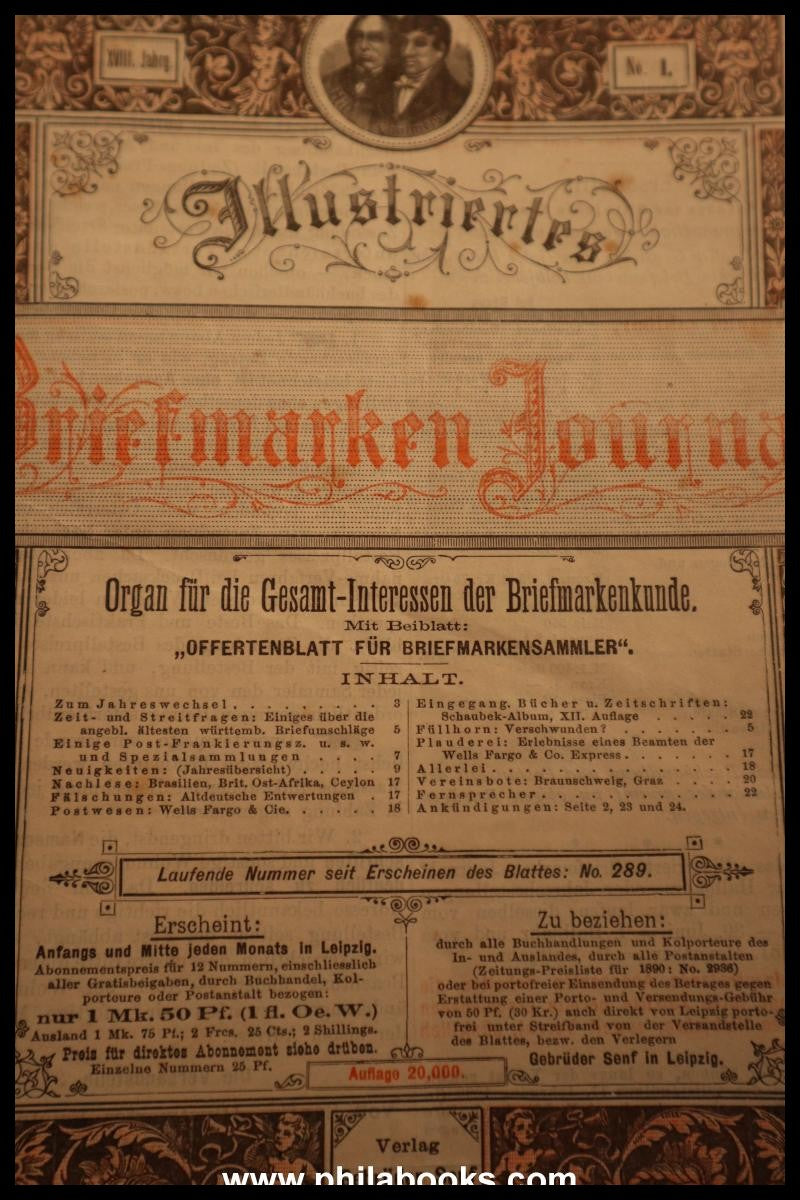 XVIII. Jahrg.
No. 1.
Illustriertes
Briefmarken Journa
Organ für die Gesamt-Interessen der Briefmarkenkunde.
Mit Beiblatt:
„OFFERTENBLATT FÜR BRIEFMARKENSAMMLER“.
INHALT.
Zum Jahreswechsel . . . . . . . . . 3
Zeit- und Streitfragen: Einiges über die
angebl. ältesten württemb. Briefumschläge 5
Einige Post-Frankierungsz. u. s. w.
und Spezialsammlungen . . . . 7
Neuigkeiten: (Jahresübersicht) . . . . . 9
Nachlese: Brasilien, Brit. Ost-Afrika, Ceylon 17
Fälschungen: Altdeutsche Entwertungen . 17
Postwesen: Wells Fargo & Cie. . . . . . 18
Eingegang. Bücher u. Zeitschriften:
Schaubek-Album, XII. Auflage . . . . . 22
Füllhorn: Verschwunden? . . . . . . . 5
Plauderei: Erlebnisse eines Beamten der
Wells Fargo & Co. Express . . . . . . . 17
Allerlei . . . . . . . . . . . . . . . 18
Vereinsbote: Braunschweig, Graz . . . . 20
Fernsprecher . . . . . . . . . . . . 22
Ankündigungen: Seite 2, 23 und 24.
Laufende Nummer seit Erscheinen des Blattes: No. 289.
Erscheint:
Anfangs und Mitte jeden Monats in Leipzig.
Abonnementspreis für 12 Nummern, einschliesslich
aller Gratisbeigaben, durch Buchhandel, Kol-
porteure oder Postanstalt bezogen:
nur 1 Mk. 50 Pf. (1 fl. Oe. W.)
Ausland 1 Mk. 75 Pf.; 2 Frcs. 25 Cts.; 2 Shillings.
Preis für direktes Abonnement siehe drüben.
Einzelne Nummern 25 Pf.
Zu beziehen:
durch alle Buchhandlungen und Kolporteure des
In- und Auslandes, durch alle Postanstalten
(Zeitungs-Preisliste für 1890: No. 2936)
oder bei portofreier Einsendung des Betrages gegen
Erstattung einer Porto- und Versendungs-Gebühr
von 50 Pf. (30 Kr.) auch direkt von Leipzig porto-
frei unter Streifband von der Versandstelle
des Blattes, bezw. den Verlegern
Gebrüder Senf in Leipzig.
Auflage 20,000.
Verlag
www.philabooks.com